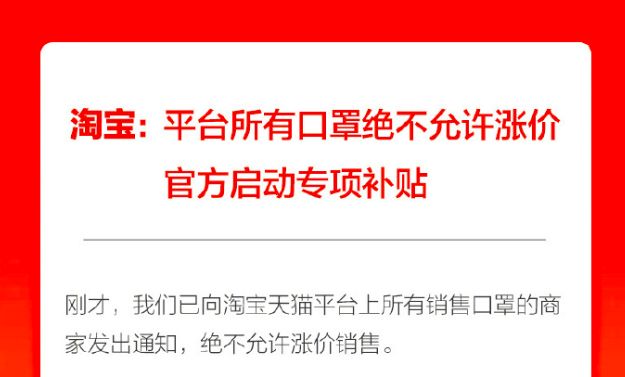 淘宝：平台所有口罩绝不允许涨价
官方启动专项补贴
刚才，我们已向淘宝天猫平台上所有销售口罩的商
家发出通知，绝不允许涨价销售。